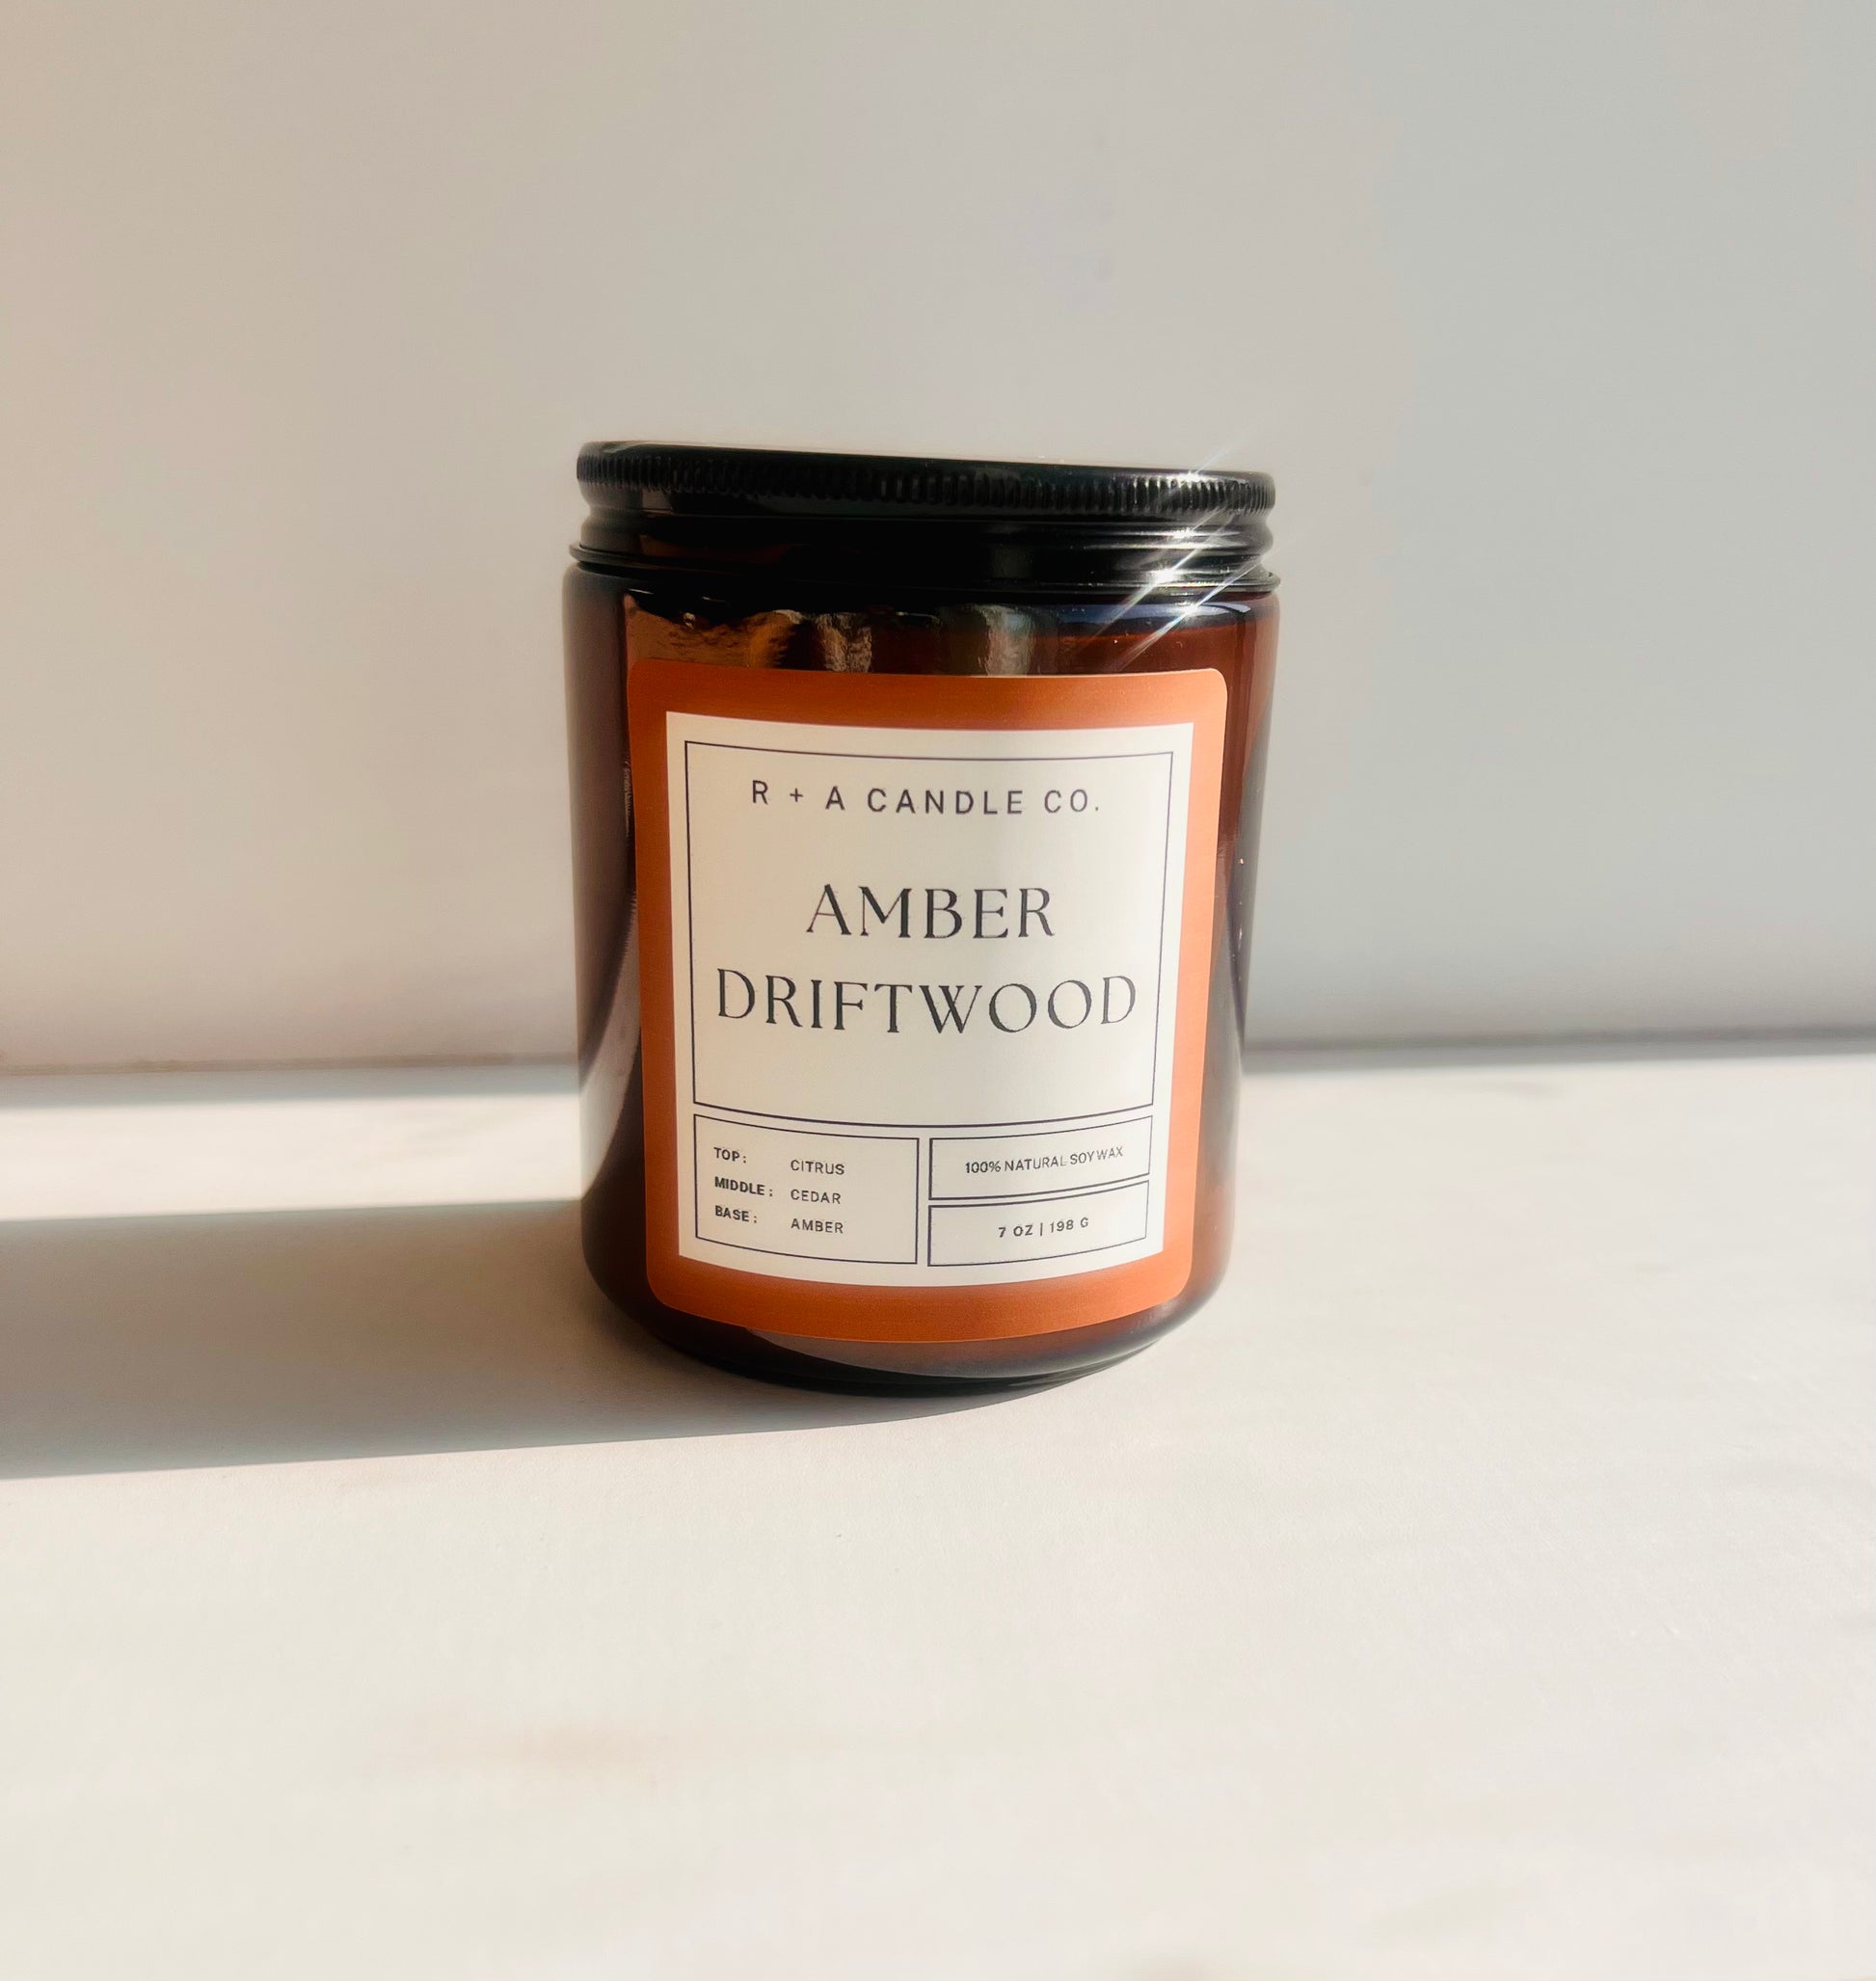 R + A CANDLE CO.
AMBER
DRIFTWOOD
TOP: CITRUS
MIDDLE: CEDAR
BASE: AMBER
100% NATURAL SOY WAX
7 OZ | 198 G